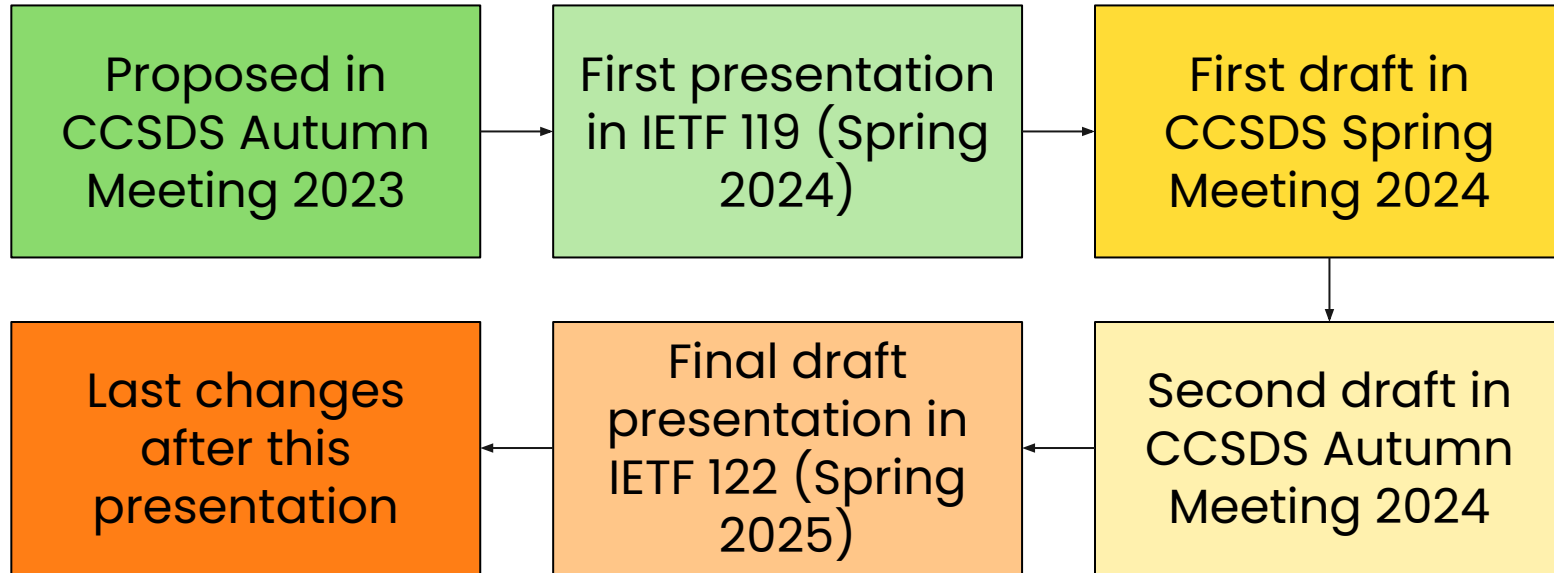 Proposed in
CCSDS Autumn
Meeting 2023
First presentation
in IETF 119 (Spring
2024)
First draft in
CCSDS Spring
Meeting 2024
Second draft in
CCSDS Autumn
Meeting 2024
Final draft
presentation in
IETF 122 (Spring
2025)
Last changes
after this
presentation